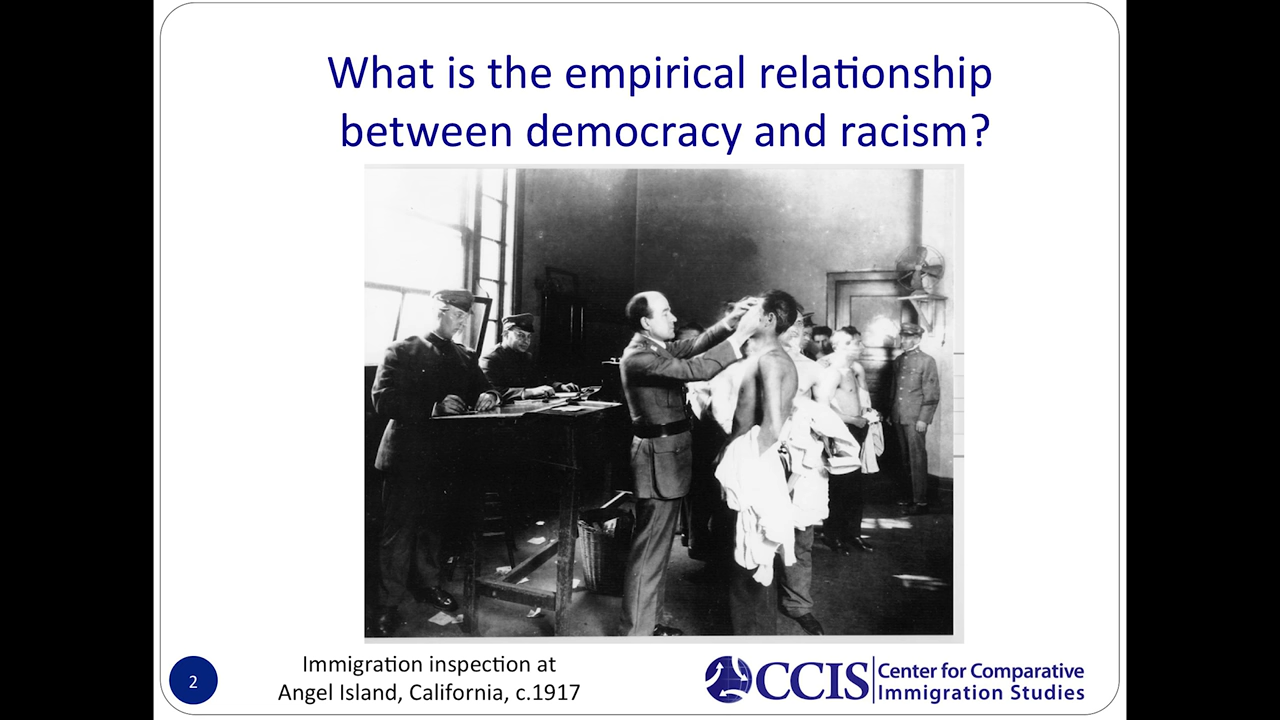 What is the empirical relationship
between democracy and racism?
Immigration inspection at
Angel Island, California, c.1917
2
CCIS
Center for Comparative
Immigration Studies